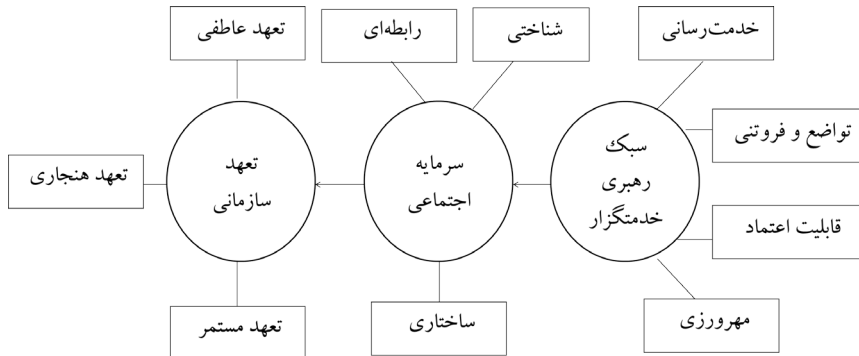 خدمت‌رسانی
شناختی
رابطه‌ای
تعهد عاطفی
تواضع و فروتنی
سبک
رهبری
خدمتگزار
سرمایه
اجتماعی
تعهد
سازمانی
تعهد هنجاری
قابلیت اعتماد
مهرورزی
ساختاری
تعهد مستمر